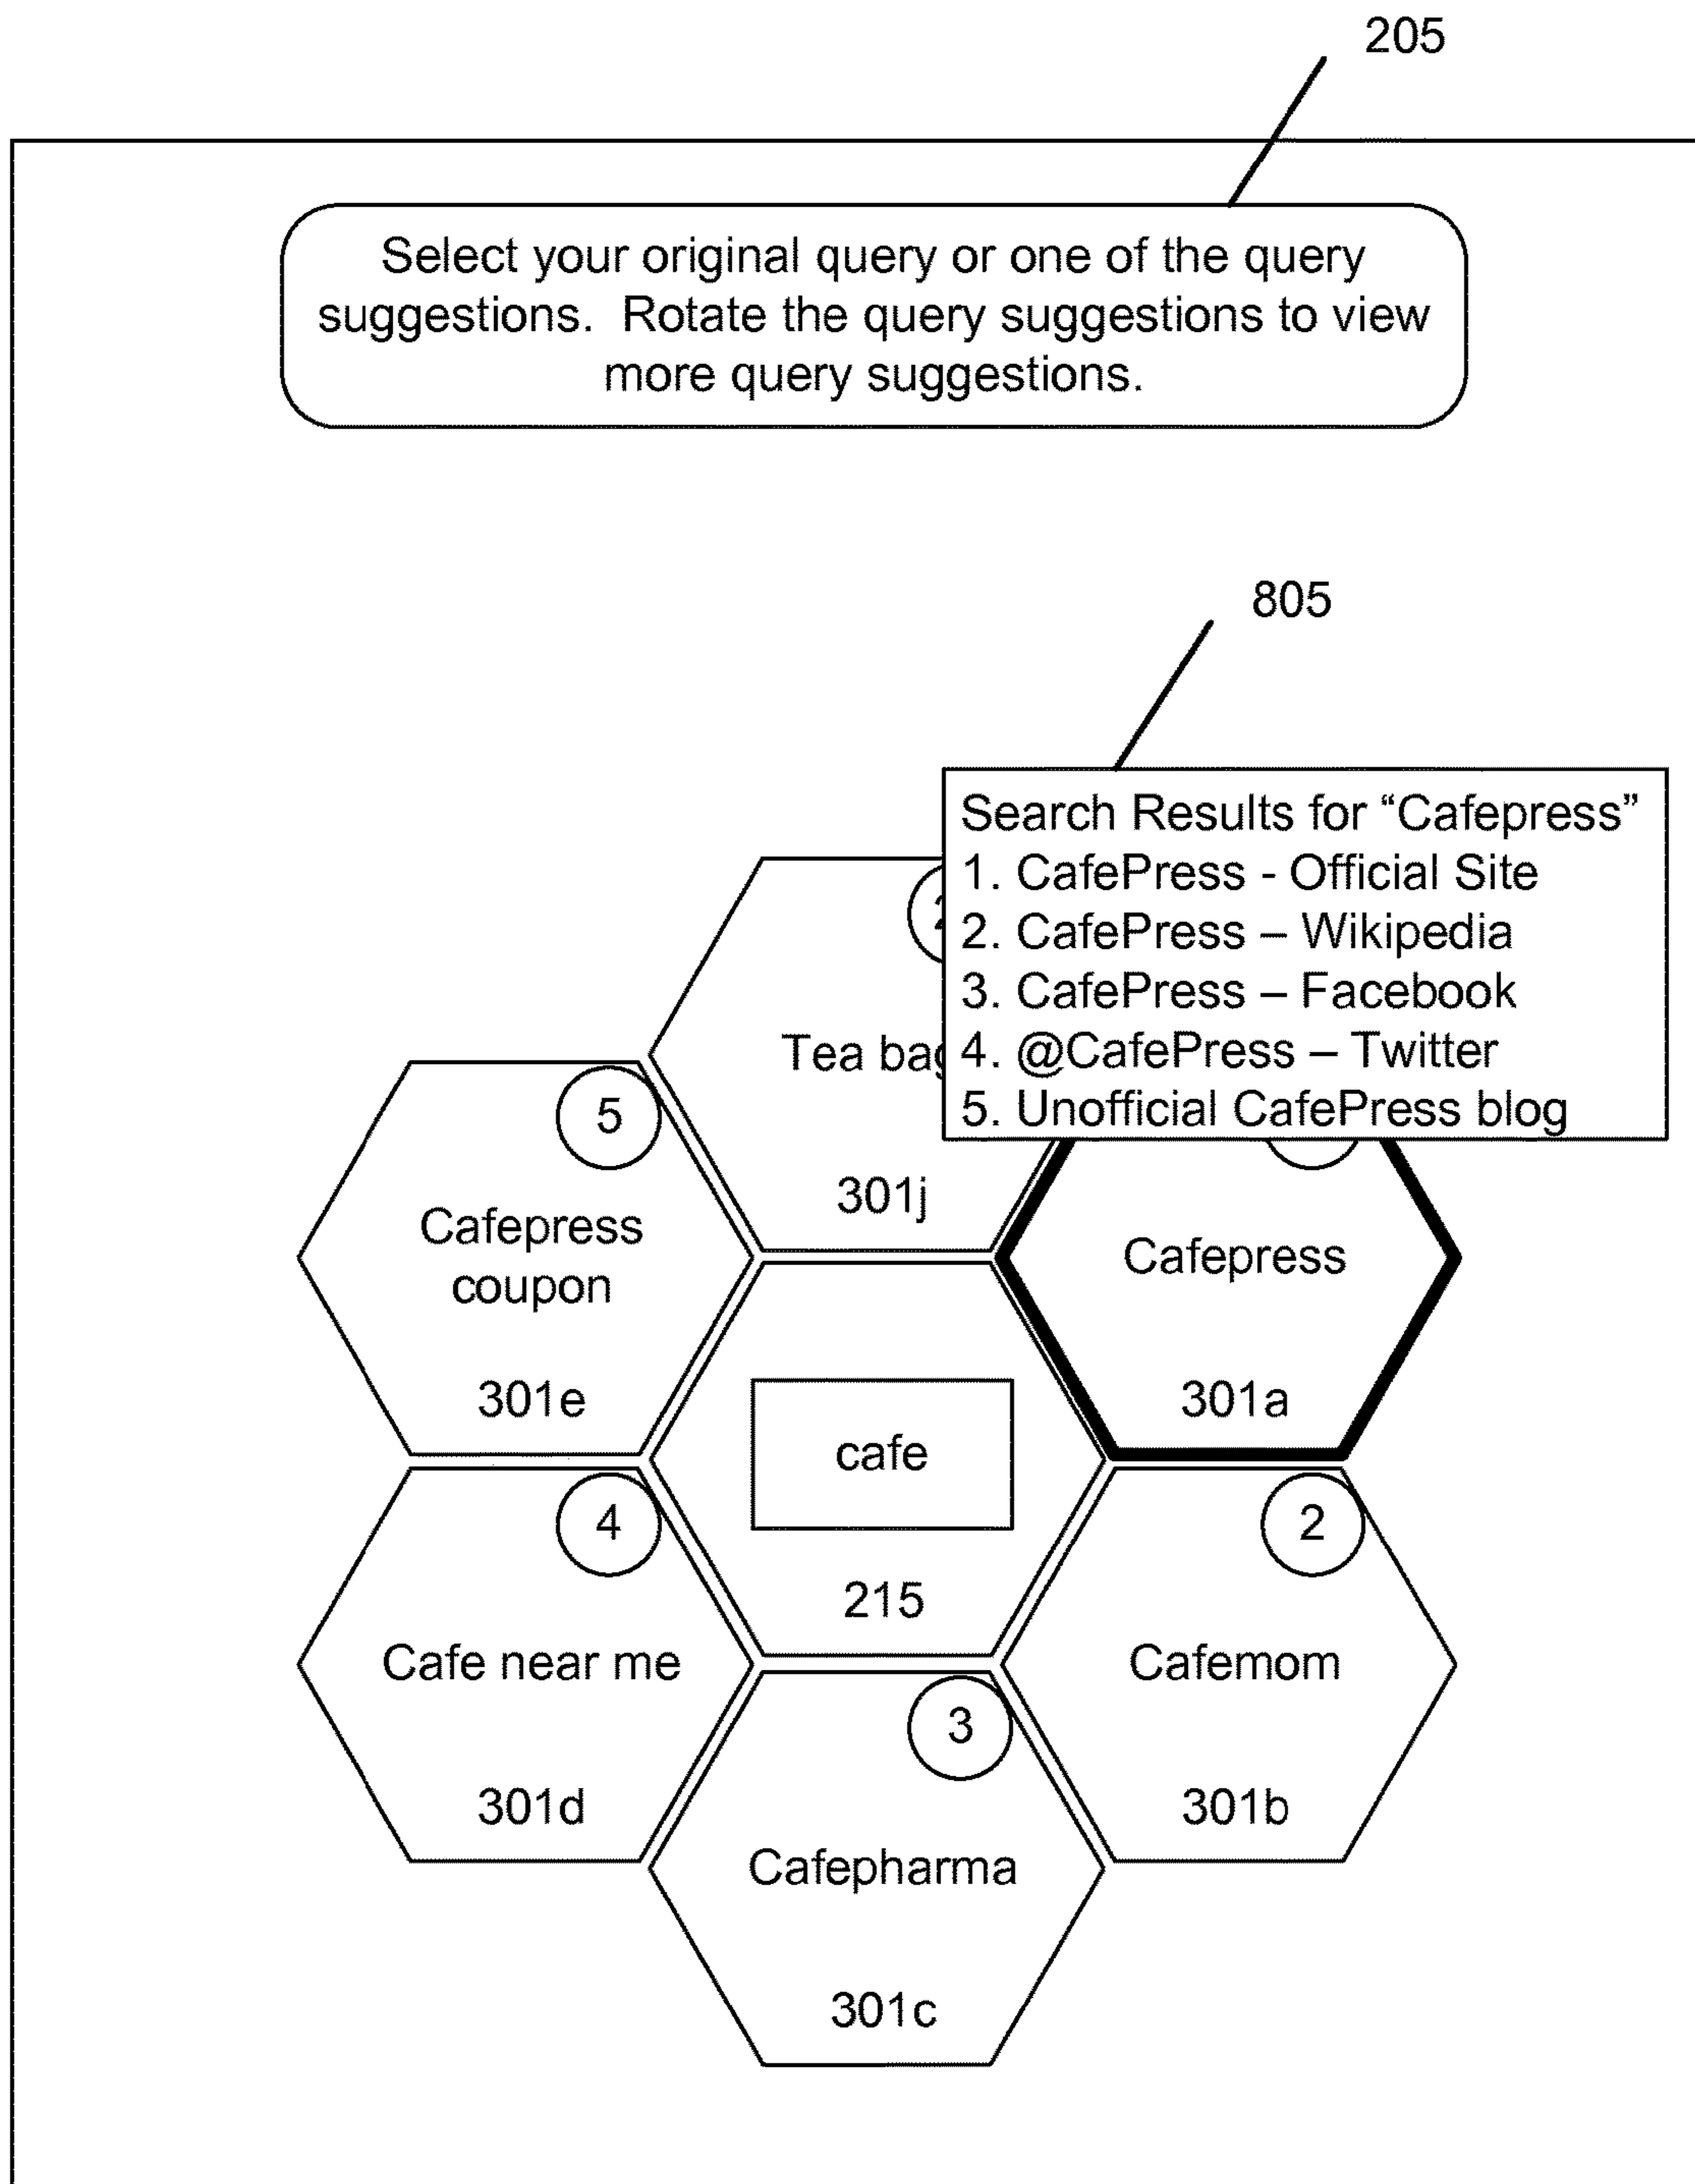 205
Select your original query or one of the query
suggestions. Rotate the query suggestions to view
more query suggestions.
805
Search Results for “Cafepress”
1. CafePress - Official Site
2. CafePress – Wikipedia
3. CafePress – Facebook
4. @CafePress – Twitter
5. Unofficial CafePress blog
Tea
301j
5
Cafepress
coupon
301e
Cafepress
301a
cafe
215
4
Cafe near me
301d
2
Cafemom
301b
3
Cafepharma
301c